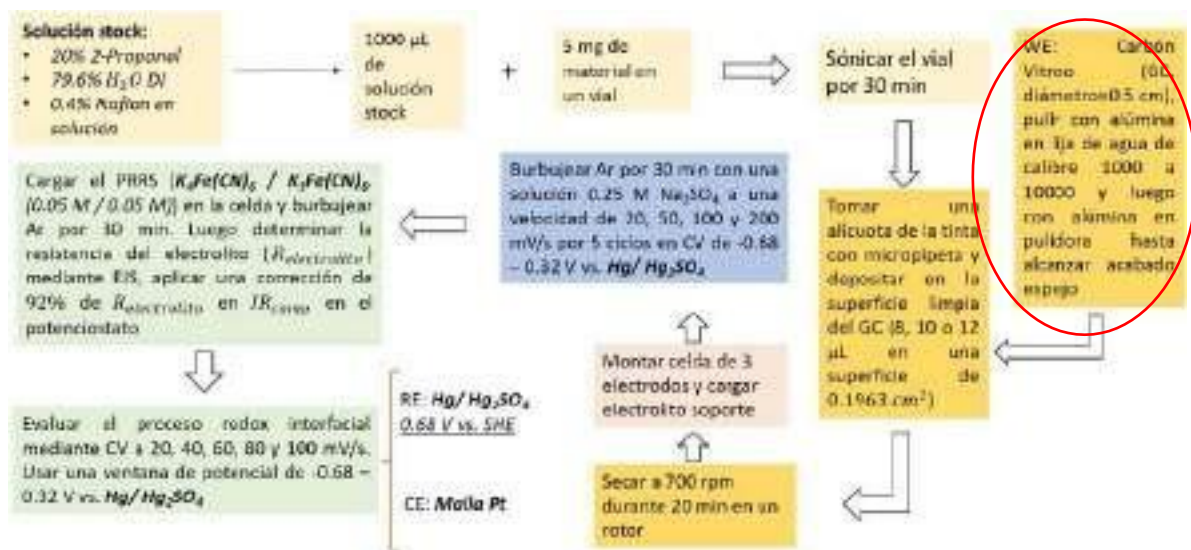 Solución stock:
• 20% 2-Propanol
• 79.6% H₂O DI
• 0.4% Nafion en
solución
1000 µL
de
solución
stock
+
5 mg de
material en
un vial
Sónicar el vial
por 30 min
WE: Carbón
Vitreo (GC,
diámetro=0.5 cm),
pulir con alúmina
en lija de agua de
calibre 1000 a
10000 y luego
con alúmina en
pulidora hasta
alcanzar acabado
espejo
Tomar una
alicuota de la tinta
con micropipeta y
depositar en la
superficie limpia
del GC (8, 10 o 12
µL en una
superficie de
0.1963 cm²)
Secar a 700 rpm
durante 20 min en un
rotor
Montar celda de 3
electrodos y cargar
electrolito soporte
Burbujear Ar por 30 min con una
solución 0.25 M Na₂SO₄ a una
velocidad de 20, 50, 100 y 200
mV/s por 5 ciclos en CV de -0.68
– 0.32 V vs. Hg/Hg₂SO₄
Cargar el PRRS (K₄Fe(CN)₆ / K₃Fe(CN)₆
(0.05 M / 0.05 M)) en la celda y burbujear
Ar por 30 min. Luego determinar la
resistencia del electrolito (R_electrolito)
mediante EIS, aplicar una corrección de
92% de R_electrolito en IR_comp en el
potenciostato
Evaluar el proceso redox interfacial
mediante CV a 20, 40, 60, 80 y 100 mV/s.
Usar una ventana de potencial de -0.68 –
0.32 V vs. Hg/Hg₂SO₄
RE: Hg/Hg₂SO₄
0.68 V vs. SHE
CE: Malla Pt